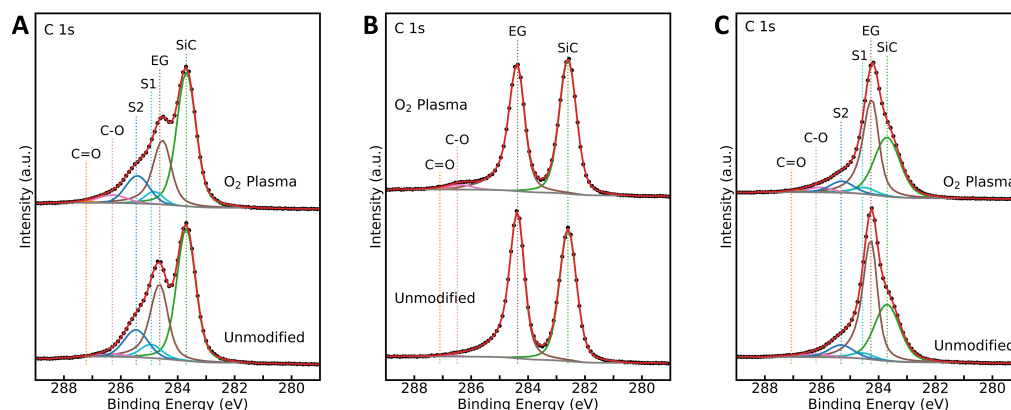 A
C 1s
SiC
EG
S1
S2
C-O
C=O
O₂ Plasma
Unmodified
Intensity (a.u.)
288 286 284 282 280
Binding Energy (eV)
B
C 1s
EG
SiC
O₂ Plasma
C-O
C=O
Unmodified
Intensity (a.u.)
288 286 284 282 280
Binding Energy (eV)
C
C 1s
EG
S1
SiC
S2
C-O
C=O
O₂ Plasma
Unmodified
Intensity (a.u.)
288 286 284 282 280
Binding Energy (eV)